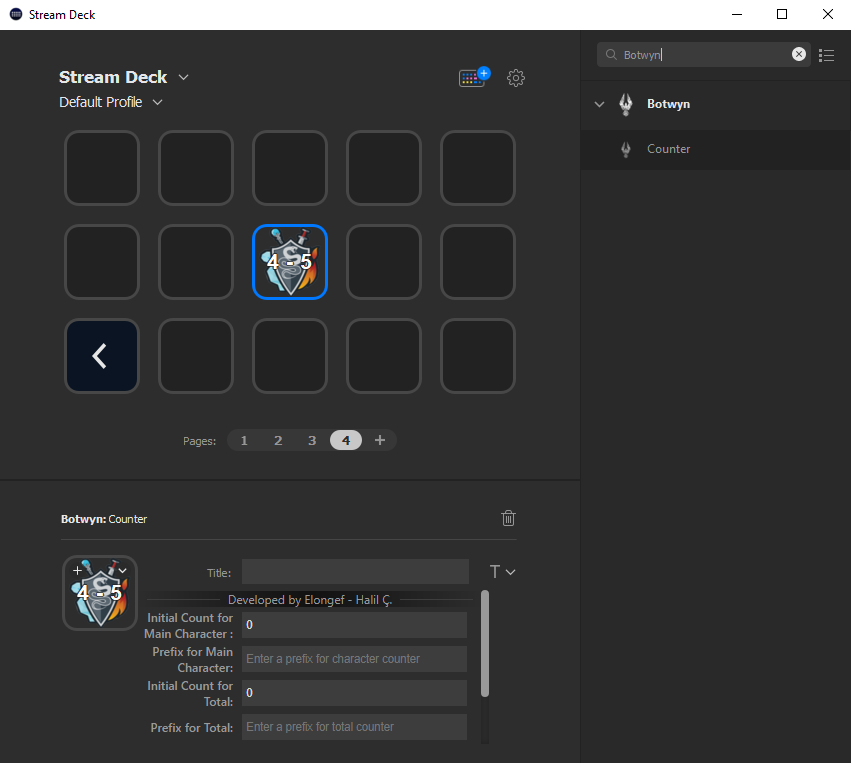 Stream Deck
Botwyn
Stream Deck
Default Profile
Botwyn
Counter
4 - 5
Pages: 1 2 3 4 +
Botwyn: Counter
4 - 5
Title:
T
Developed by Elongef - Halil Ç.
Initial Count for
Main Character :
0
Prefix for Main
Character:
Enter a prefix for character counter
Initial Count for
Total:
0
Prefix for Total:
Enter a prefix for total counter